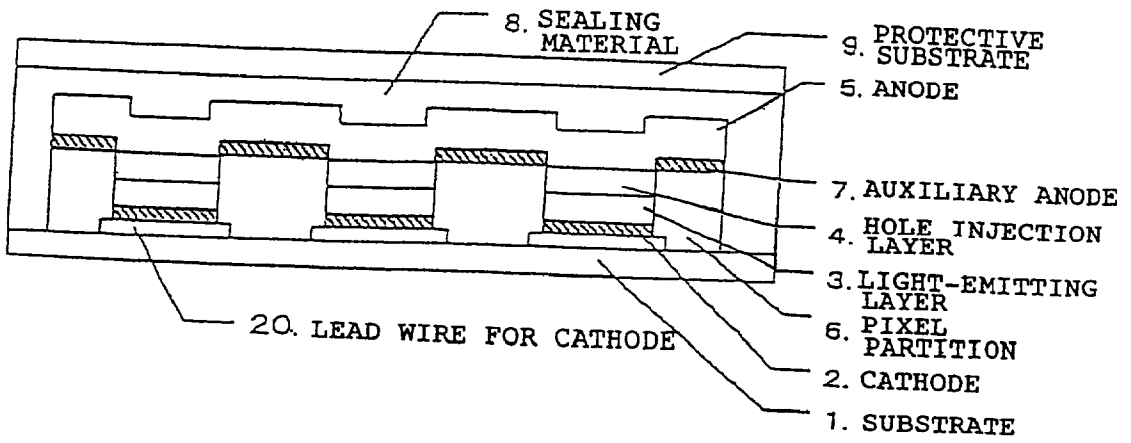 8. SEALING
MATERIAL
9. PROTECTIVE
SUBSTRATE
5. ANODE
7. AUXILIARY ANODE
4. HOLE INJECTION
LAYER
3. LIGHT-EMITTING
LAYER
6. PIXEL
PARTITION
20. LEAD WIRE FOR CATHODE
2. CATHODE
1. SUBSTRATE